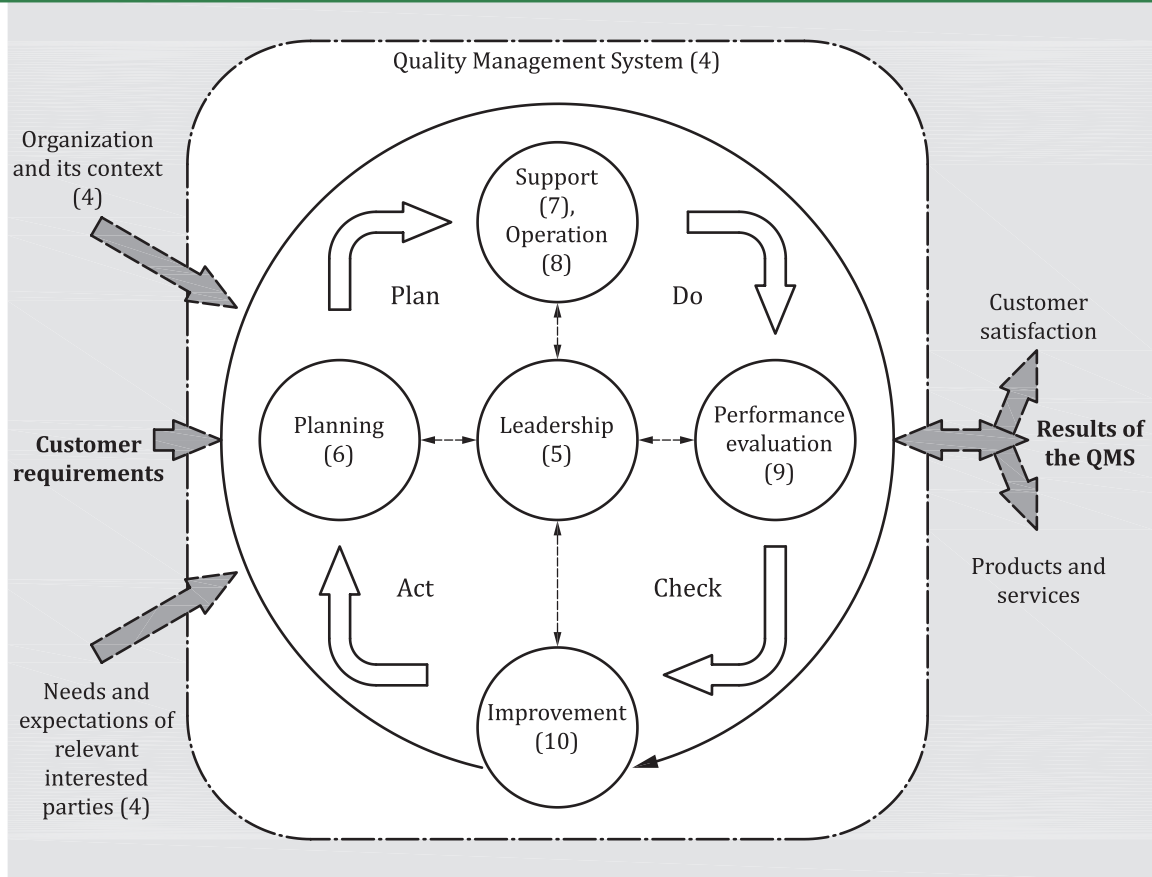 Quality Management System (4)
Organization
and its context
(4)
Support
(7),
Operation
(8)
Plan
Do
Customer
satisfaction
Customer
requirements
Planning
(6)
Leadership
(5)
Performance
evaluation
(9)
Results of
the QMS
Act
Check
Products and
services
Needs and
expectations of
relevant
interested
parties (4)
Improvement
(10)